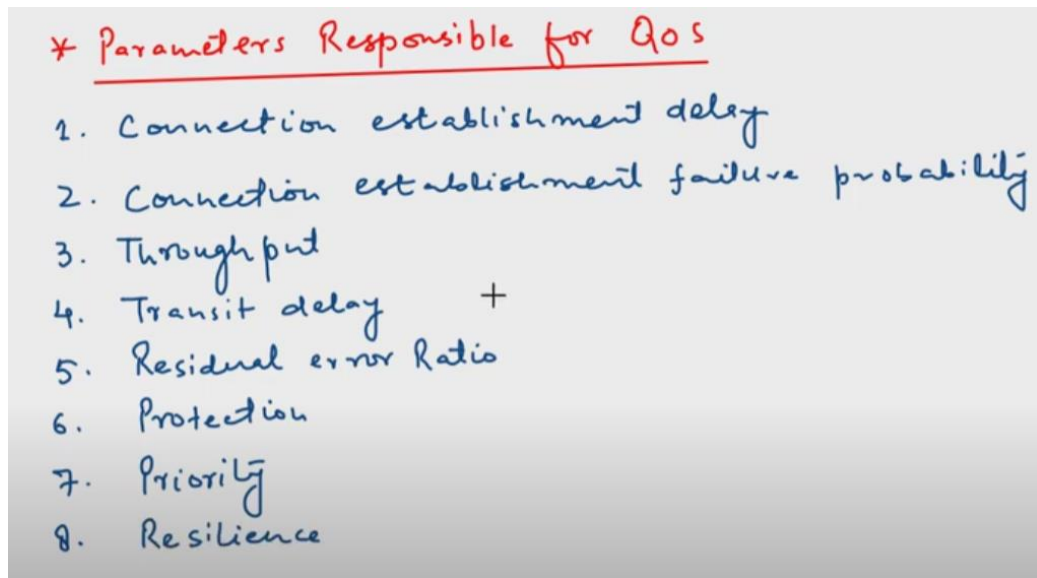 * Parameters Responsible for QoS
1. Connection establishment delay
2. Connection establishment failure probability
3. Throughput
4. Transit delay
5. Residual error Ratio
6. Protection
7. Priority
8. Resilience